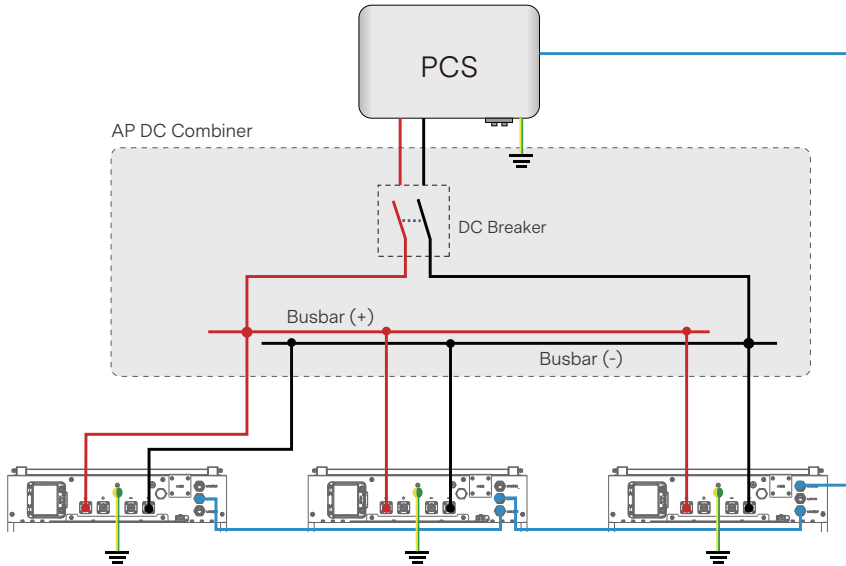 PCS
AP DC Combiner
DC Breaker
Busbar (+)
Busbar (-)